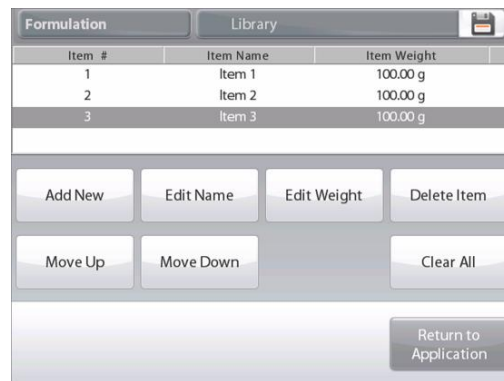 Formulation Library
Item # Item Name Item Weight
1 Item 1 100.00 g
2 Item 2 100.00 g
3 Item 3 100.00 g
Add New Edit Name Edit Weight Delete Item
Move Up Move Down Clear All
Return to
Application